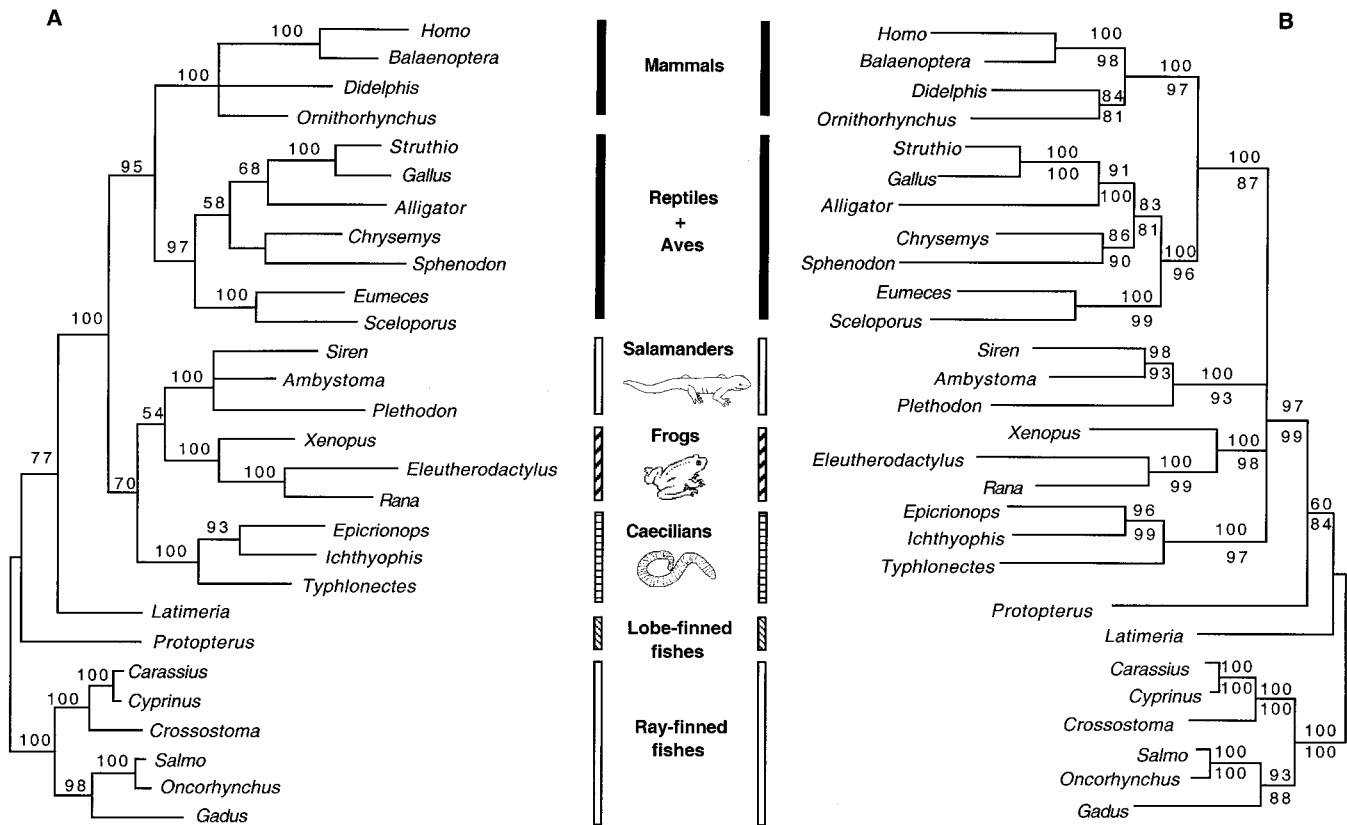 A
B
100
Homo
Balaenoptera
100
Didelphis
Ornithorhynchus
95
100
Struthio
Gallus
68
Alligator
58
Chrysemys
Sphenodon
97
100
Eumeces
Sceloporus
100
Siren
100
Ambystoma
Plethodon
54
Xenopus
100
100
Eleutherodactylus
Rana
70
93
Epicrionops
Ichthyophis
100
Typhlonectes
77
Latimeria
Protopterus
100
Carassius
Cyprinus
100
Crossostoma
100
100
Salmo
Oncorhynchus
98
Gadus
Mammals
Reptiles
+
Aves
Salamanders
Frogs
Caecilians
Lobe-finned
fishes
Ray-finned
fishes
Homo
100
Balaenoptera
98
100
97
Didelphis
84
Ornithorhynchus
81
Struthio
100
Gallus
100
91
100
Alligator
83
81
Chrysemys
86
Sphenodon
90
100
96
100
87
Eumeces
100
Sceloporus
99
Siren
98
Ambystoma
93
100
Plethodon
93
97
99
Xenopus
100
98
Eleutherodactylus
100
Rana
99
Epicrionops
96
Ichthyophis
99
100
97
Typhlonectes
60
84
Protopterus
Latimeria
Carassius
100
Cyprinus
100
100
100
Crossostoma
100
100
Salmo
100
Oncorhynchus
100
93
88
Gadus